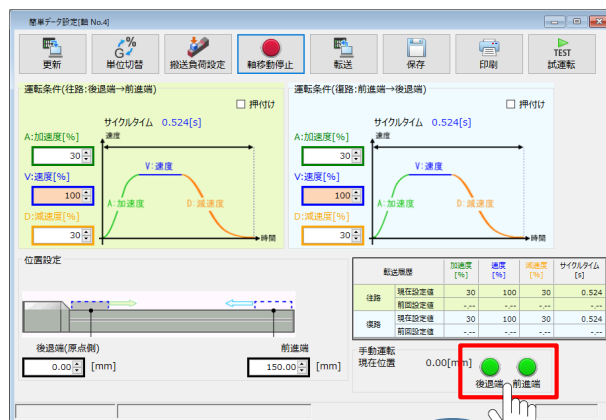 簡単データ設定[軸 No.4]
更新
単位切替
搬送負荷設定
軸移動停止
転送
保存
印刷
TEST
試運転
% G
運転条件(往路:後退端→前進端)
押付け
サイクルタイム 0.524[s]
A:加速度[%]
30
V:速度[%]
100
D:減速度[%]
30
速度
V:速度
A:加速度
D:減速度
時間
運転条件(復路:前進端→後退端)
押付け
サイクルタイム 0.524[s]
A:加速度[%]
30
V:速度[%]
100
D:減速度[%]
30
速度
V:速度
A:加速度
D:減速度
時間
位置設定
後退端(原点側)
0.00 [mm]
前進端
150.00 [mm]
転送履歴 加速度[%] 速度[%] 減速度[%] サイクルタイム[s]
往路 現在設定値 30 100 30 0.524
前回設定値 -.-- -.-- -.-- -.--
復路 現在設定値 30 100 30 0.524
前回設定値 -.-- -.-- -.-- -.--
手動運転
現在位置 0.00[mm]
後退端 前進端